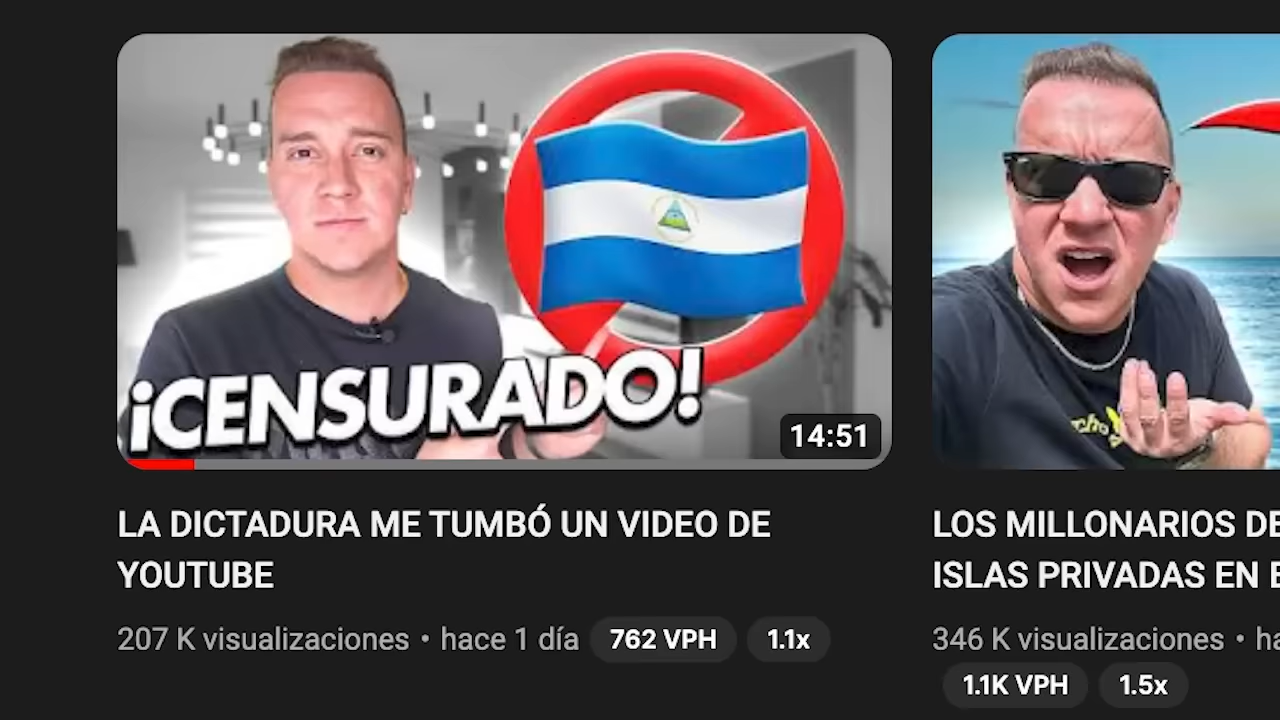 ¡CENSURADO!
14:51
LA DICTADURA ME TUMBÓ UN VIDEO DE
YOUTUBE
207 K visualizaciones • hace 1 día 762 VPH 1.1x
LOS MILLONARIOS
ISLAS PRIVADAS EN
346 K visualizaciones •
1.1K VPH 1.5x